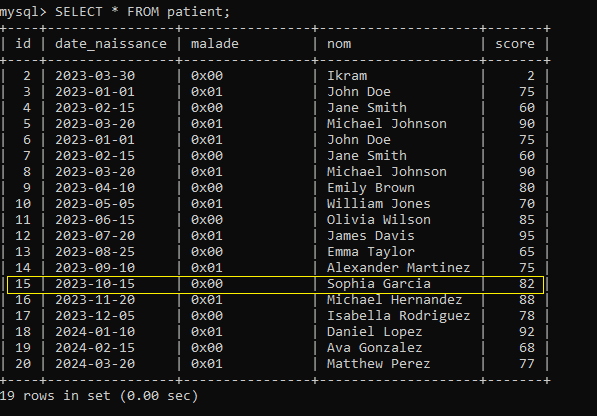 mysql> SELECT * FROM patient;
+----+----------------+----------------+--------------------+-------+
| id | date_naissance | malade         | nom                | score |
+----+----------------+----------------+--------------------+-------+
|  2 | 2023-03-30     | 0x00           | Ikram              |     2 |
|  3 | 2023-01-01     | 0x01           | John Doe           |    75 |
|  4 | 2023-02-15     | 0x00           | Jane Smith         |    60 |
|  5 | 2023-03-20     | 0x01           | Michael Johnson    |    90 |
|  6 | 2023-01-01     | 0x01           | John Doe           |    75 |
|  7 | 2023-02-15     | 0x00           | Jane Smith         |    60 |
|  8 | 2023-03-20     | 0x01           | Michael Johnson    |    90 |
|  9 | 2023-04-10     | 0x00           | Emily Brown        |    80 |
| 10 | 2023-05-05     | 0x01           | William Jones      |    70 |
| 11 | 2023-06-15     | 0x00           | Olivia Wilson      |    85 |
| 12 | 2023-07-20     | 0x01           | James Davis        |    95 |
| 13 | 2023-08-25     | 0x00           | Emma Taylor        |    65 |
| 14 | 2023-09-10     | 0x01           | Alexander Martinez |    75 |
| 15 | 2023-10-15     | 0x00           | Sophia Garcia      |    82 |
| 16 | 2023-11-20     | 0x01           | Michael Hernandez  |    88 |
| 17 | 2023-12-05     | 0x00           | Isabella Rodriguez |    78 |
| 18 | 2024-01-10     | 0x01           | Daniel Lopez       |    92 |
| 19 | 2024-02-15     | 0x00           | Ava Gonzalez       |    68 |
| 20 | 2024-03-20     | 0x01           | Matthew Perez      |    77 |
+----+----------------+----------------+--------------------+-------+
19 rows in set (0.00 sec)